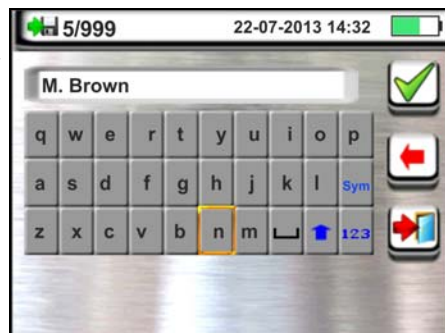 5/999 22-07-2013 14:32
M. Brown
q w e r t y u i o p
a s d f g h j k l Sym
z x c v b n m 123